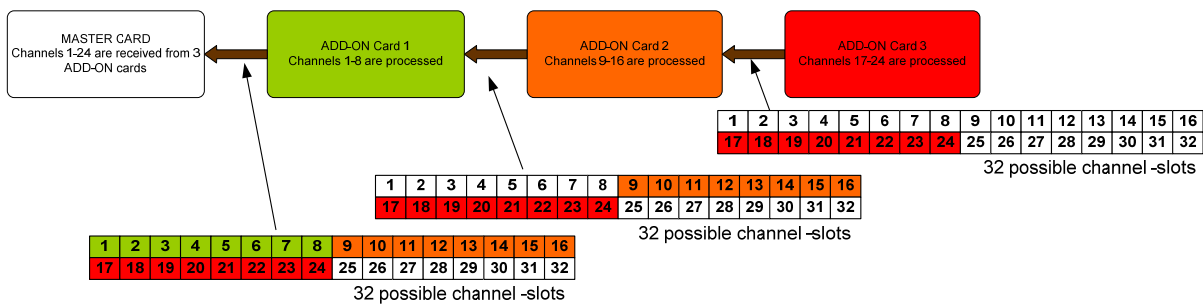 MASTER CARD
Channels 1-24 are received from 3
ADD-ON cards
ADD-ON Card 1
Channels 1-8 are processed
ADD-ON Card 2
Channels 9-16 are processed
ADD-ON Card 3
Channels 17-24 are processed
1 2 3 4 5 6 7 8 9 10 11 12 13 14 15 16
17 18 19 20 21 22 23 24 25 26 27 28 29 30 31 32
32 possible channel -slots
1 2 3 4 5 6 7 8 9 10 11 12 13 14 15 16
17 18 19 20 21 22 23 24 25 26 27 28 29 30 31 32
32 possible channel -slots
1 2 3 4 5 6 7 8 9 10 11 12 13 14 15 16
17 18 19 20 21 22 23 24 25 26 27 28 29 30 31 32
32 possible channel -slots